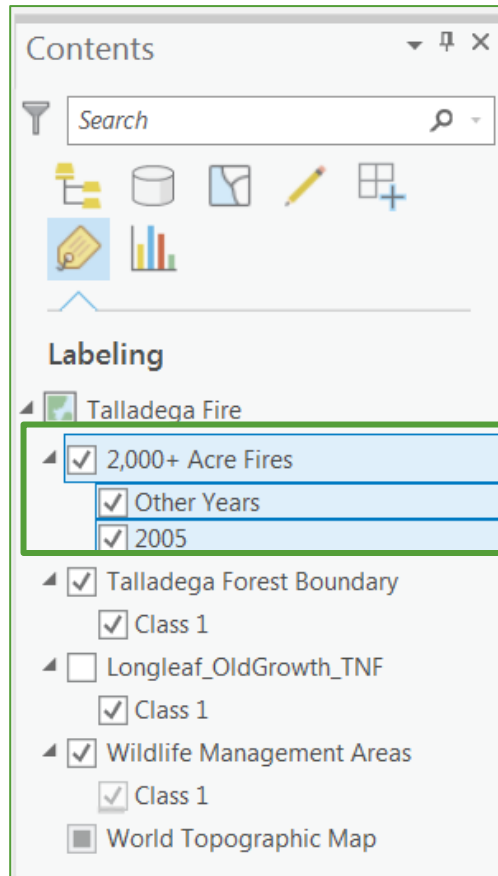 Contents
Search
Labeling
Talladega Fire
2,000+ Acre Fires
Other Years
2005
Talladega Forest Boundary
Class 1
Longleaf_OldGrowth_TNF
Class 1
Wildlife Management Areas
Class 1
World Topographic Map